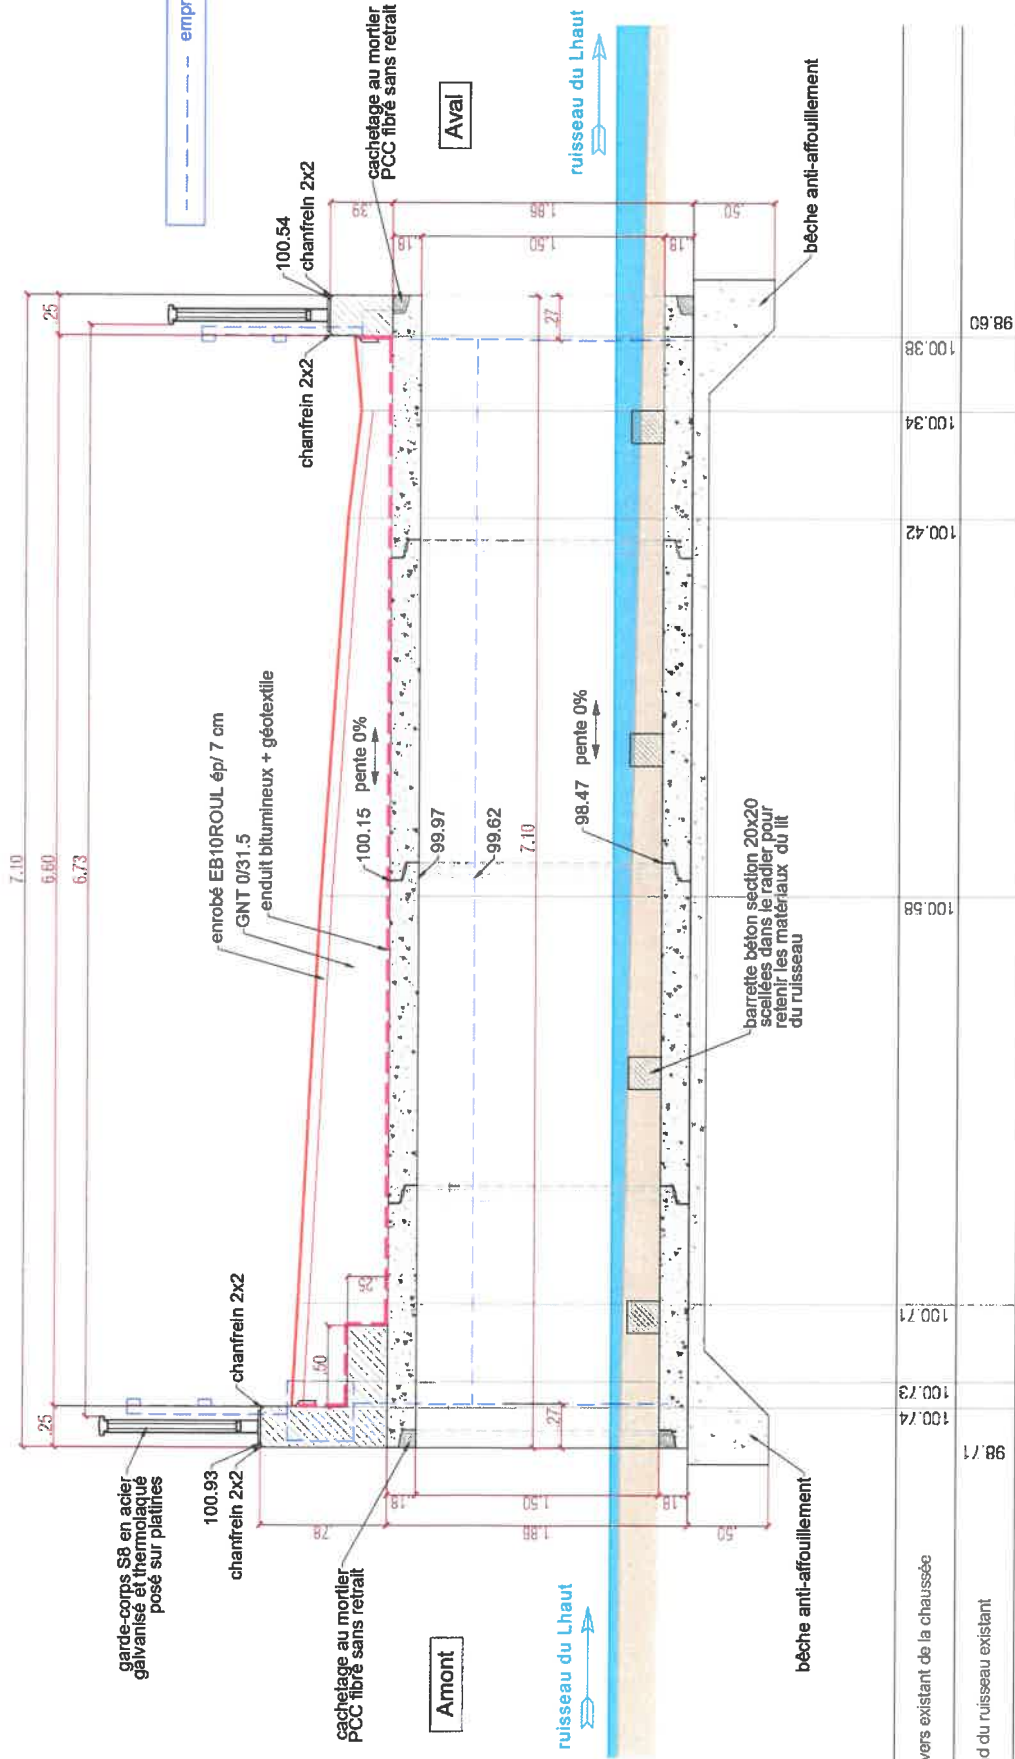 7.10
.25
6.60
.25
6.73
garde-corps S8 en acier
galvanisé et thermolaqué
posé sur platines
100.93
chanfrein 2x2
chanfrein 2x2
enrobé EB10ROUL ép/ 7 cm
GNT 0/31.5
enduit bitumineux + géotextile
chanfrein 2x2
100.54
chanfrein 2x2
empr
cachetage au mortier
PCC fibré sans retrait
cachetage au mortier
PCC fibré sans retrait
Amont
Aval
.78
.18
1.50
1.86
.18
.50
.50
.25
.27
100.15 pente 0%
99.97
99.62
7.10
98.47 pente 0%
.27
.39
.18
1.50
1.86
.18
.50
ruisseau du Lhaut
ruisseau du Lhaut
barrette béton section 20x20
scellées dans le radier pour
retenir les matériaux du lit
du ruisseau
bêche anti-affouillement
bêche anti-affouillement
vers existant de la chaussée
100.74
100.73
100.71
100.58
100.42
100.34
100.38
d du ruisseau existant
98.71
98.60